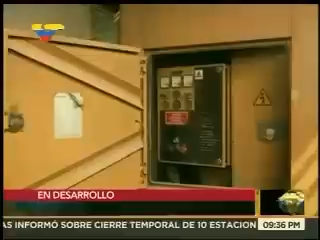 EN DESARROLLO
AS INFORMÓ SOBRE CIERRE TEMPORAL DE 10 ESTACION
09:36 PM